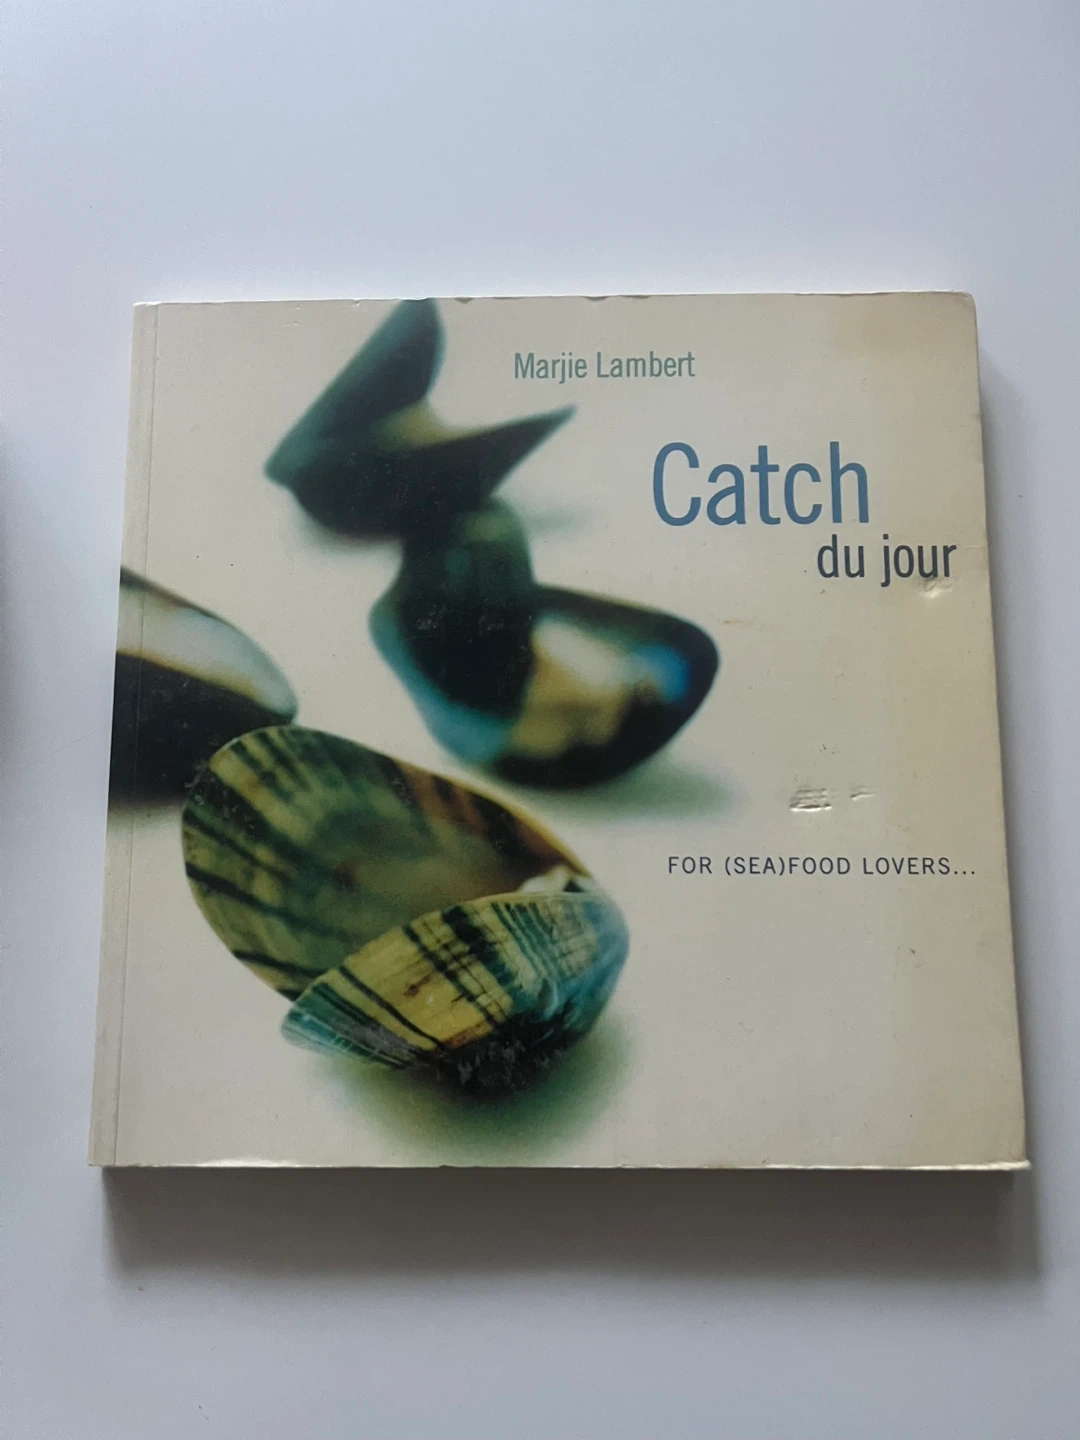 Marjie Lambert
Catch
du jour
FOR (SEA)FOOD LOVERS...